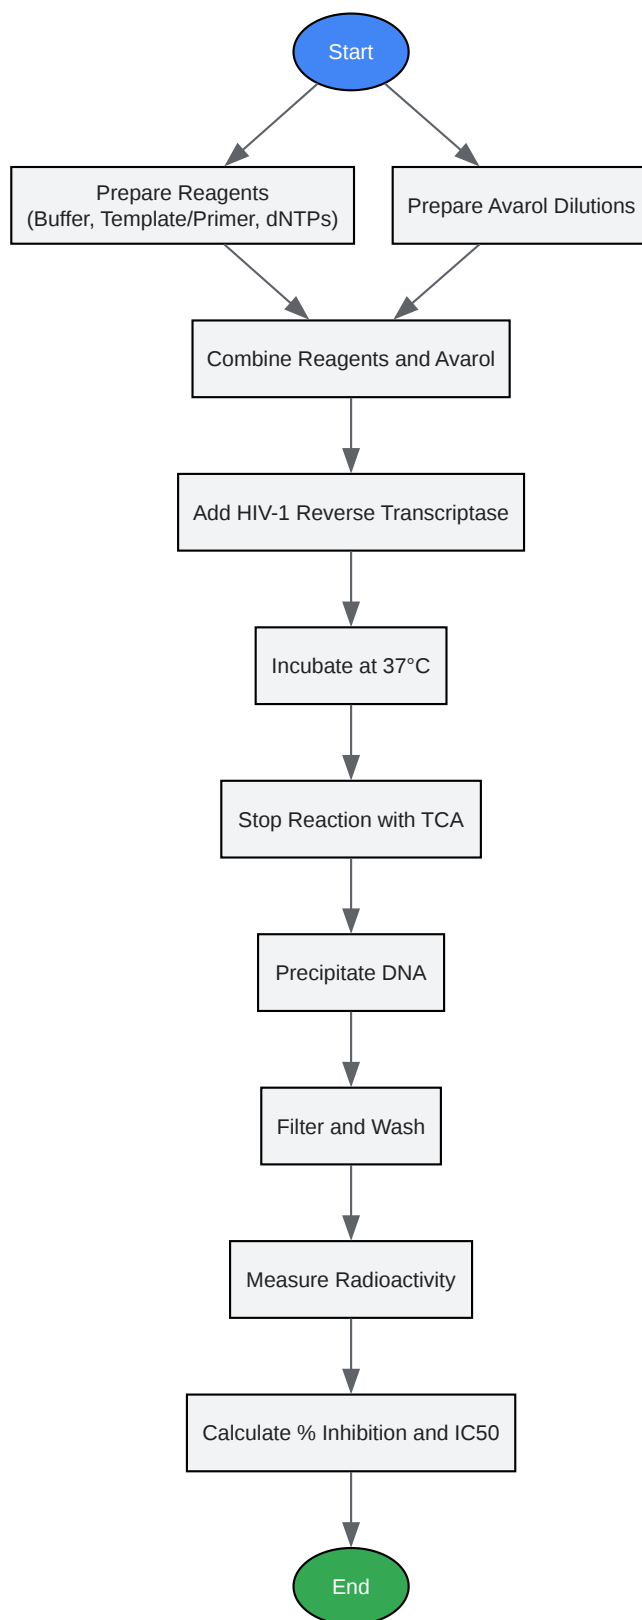 Start
Prepare Reagents
(Buffer, Template/Primer, dNTPs)
Prepare Avarol Dilutions
Combine Reagents and Avarol
Add HIV-1 Reverse Transcriptase
Incubate at 37°C
Stop Reaction with TCA
Precipitate DNA
Filter and Wash
Measure Radioactivity
Calculate % Inhibition and IC50
End